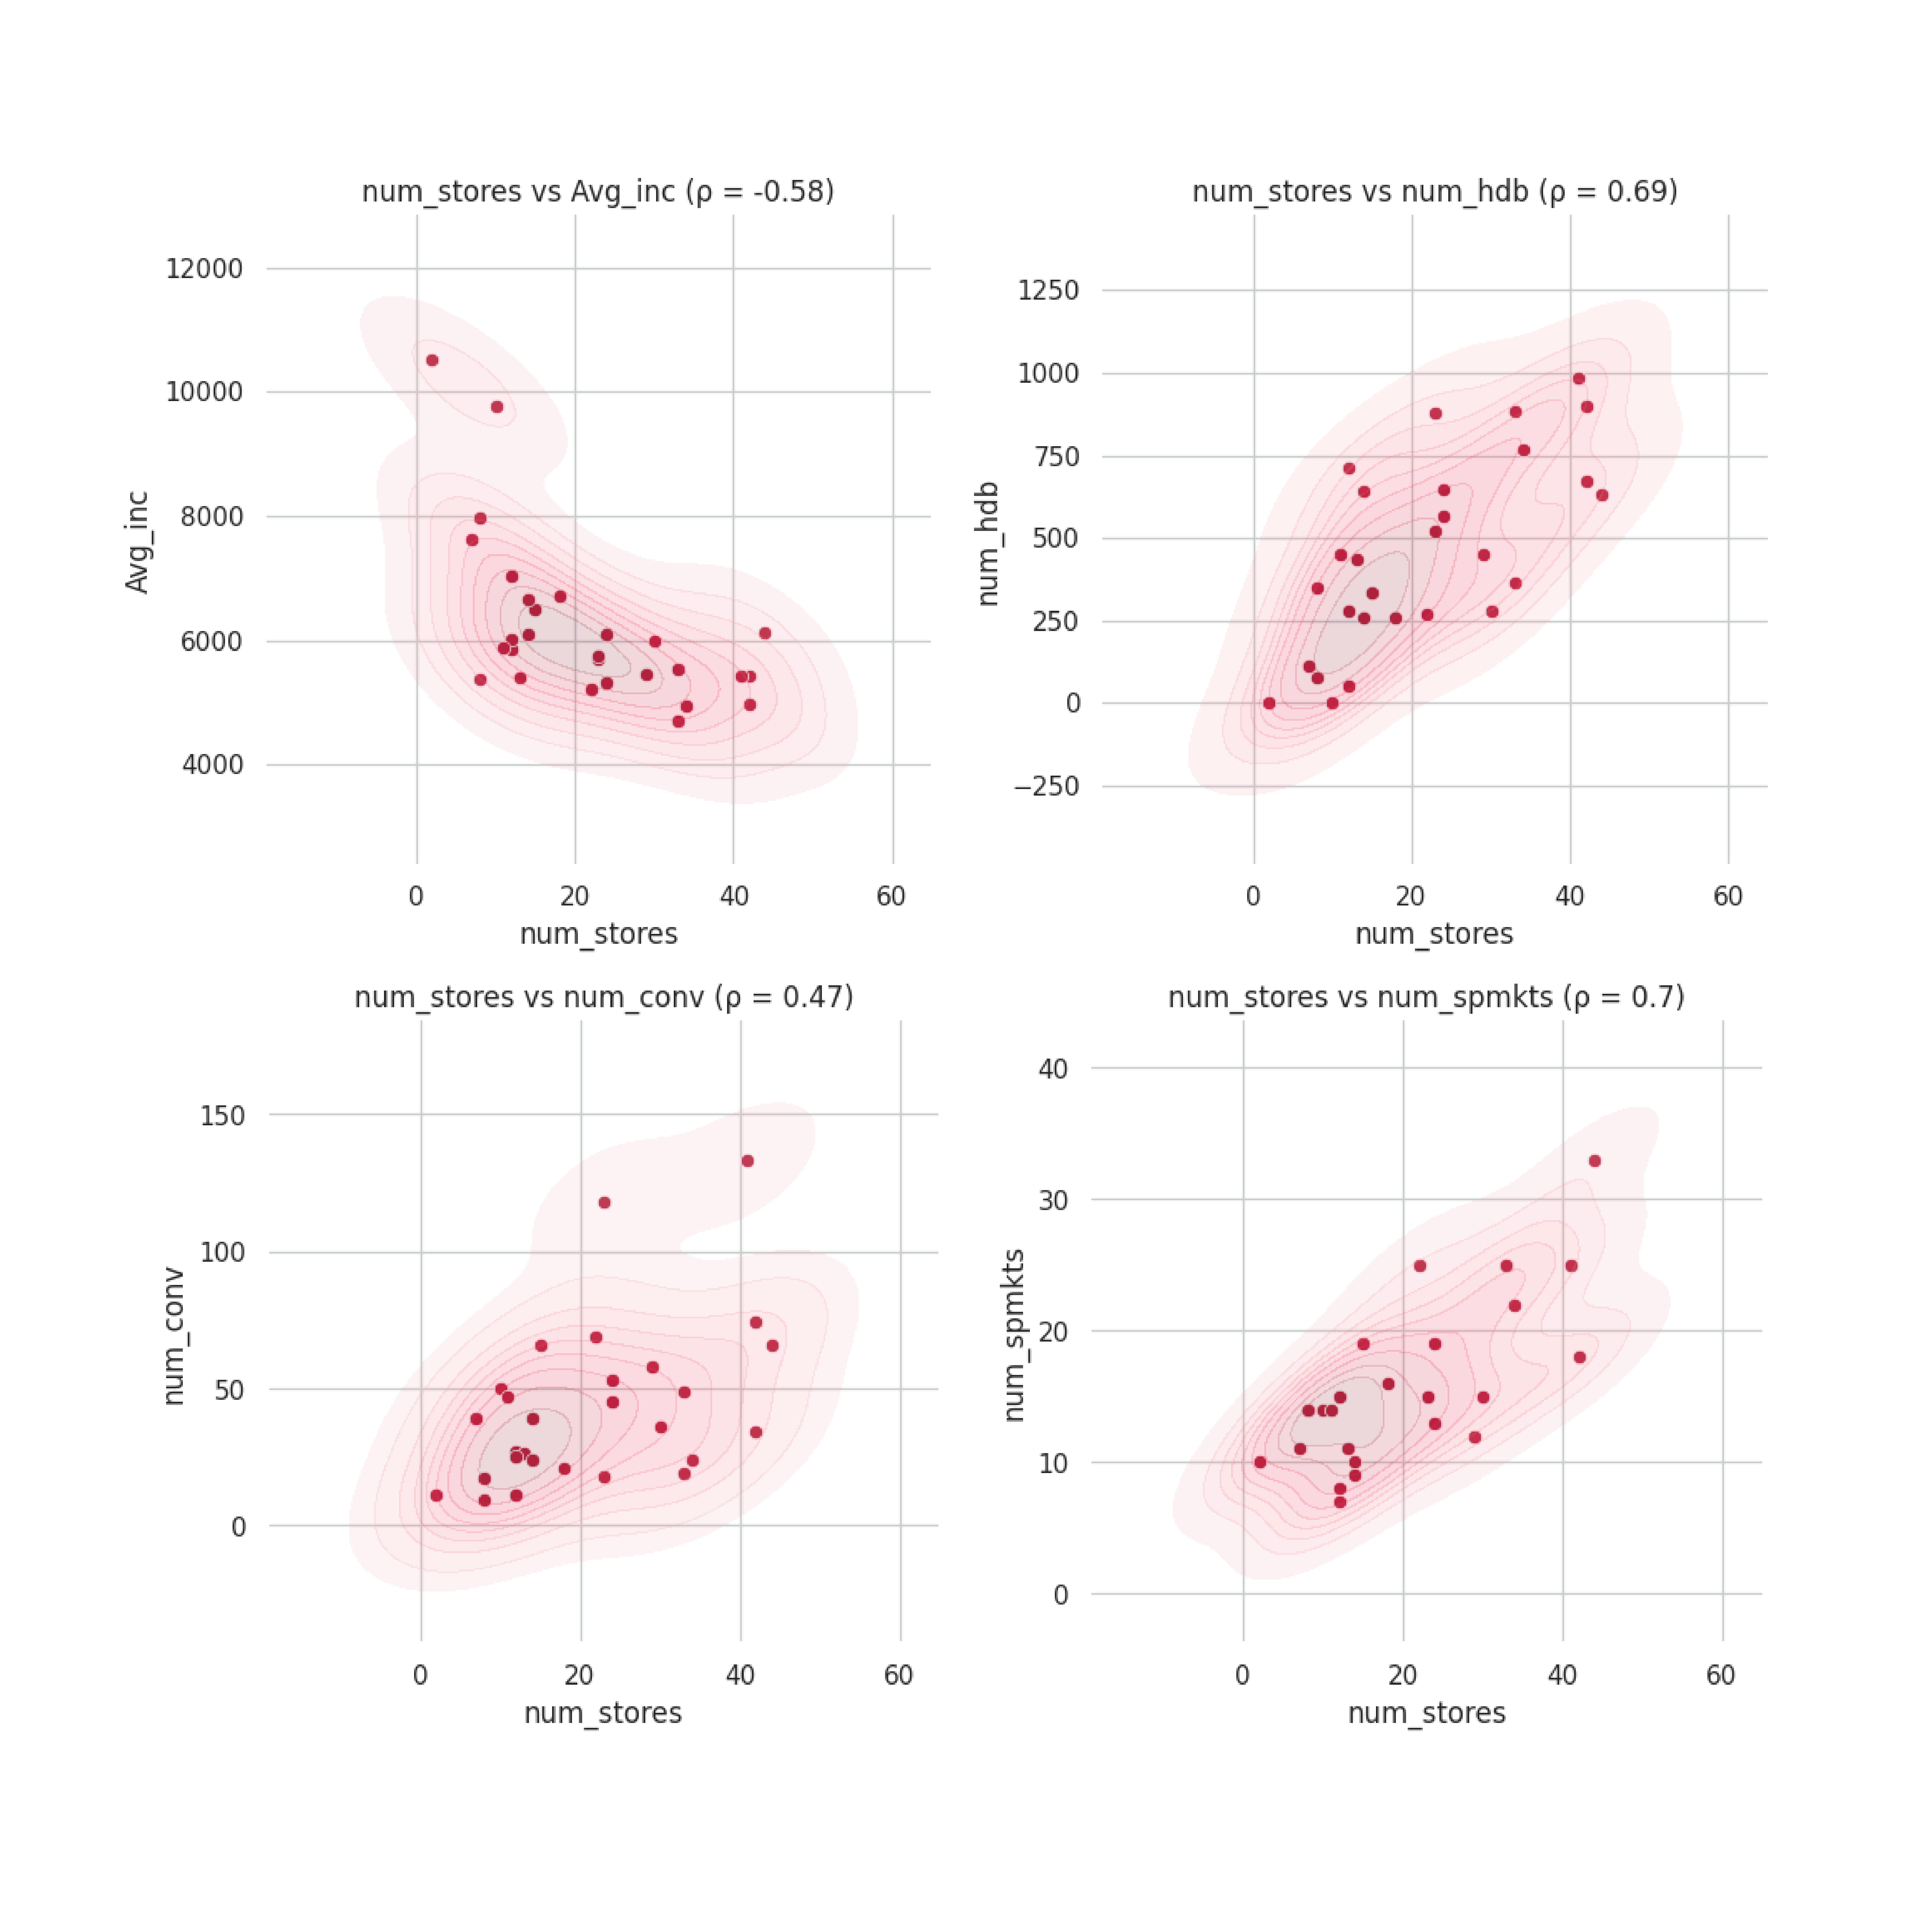 num_stores vs Avg_inc (ρ = -0.58)
12000
10000
8000
6000
4000
Avg_inc
0 20 40 60
num_stores
num_stores vs num_hdb (ρ = 0.69)
1250
1000
750
500
250
0
−250
num_hdb
0 20 40 60
num_stores
num_stores vs num_conv (ρ = 0.47)
150
100
50
0
num_conv
0 20 40 60
num_stores
num_stores vs num_spmkts (ρ = 0.7)
40
30
20
10
0
num_spmkts
0 20 40 60
num_stores